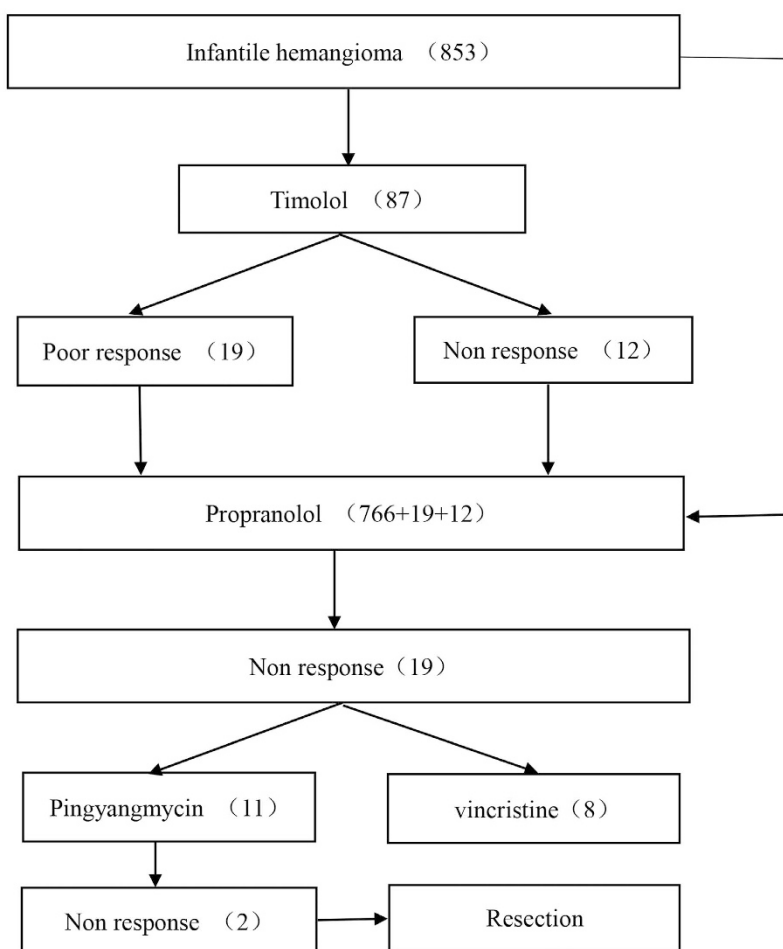 Infantile hemangioma （853）
Timolol （87）
Poor response （19）
Non response （12）
Propranolol （766+19+12）
Non response（19）
Pingyangmycin （11）
vincristine（8）
Non response（2）
Resection